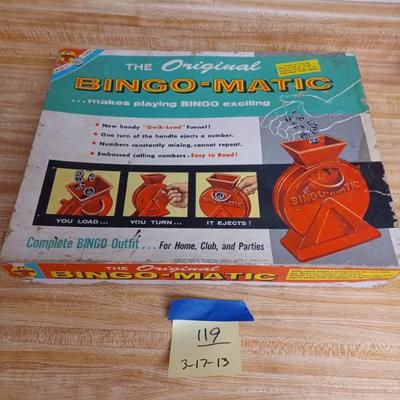 THE Original
BINGO-MATIC
...makes playing BINGO exciting
• New handy "Qwik-Load" Funnel!
• One turn of the handle ejects a number.
• Numbers constantly mixing, cannot repeat.
• Embossed calling numbers—Easy to Read!
BINGO-MATIC
YOU LOAD... YOU TURN... IT EJECTS!
Complete BINGO Outfit... For Home, Club, and Parties
THE Original
BINGO-MATIC
119
3-17-13